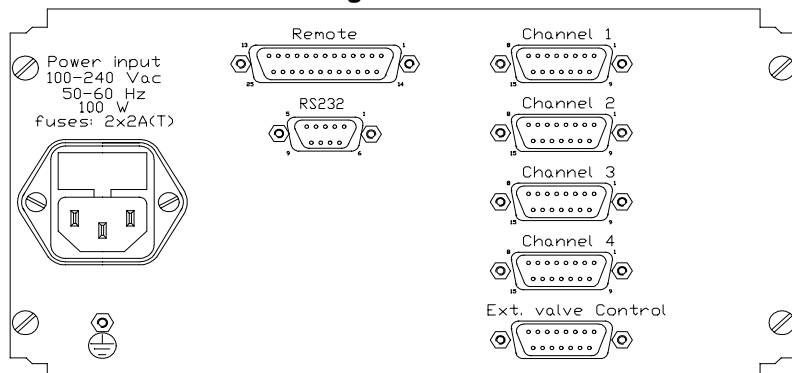 Power input
100-240 Vac
50-60 Hz
100 W
fuses: 2x2A(T)
Remote
13 1
25 14
RS232
5 1
9 6
Channel 1
8 1
15 9
Channel 2
8 1
15 9
Channel 3
8 1
15 9
Channel 4
8 1
15 9
Ext. valve Control